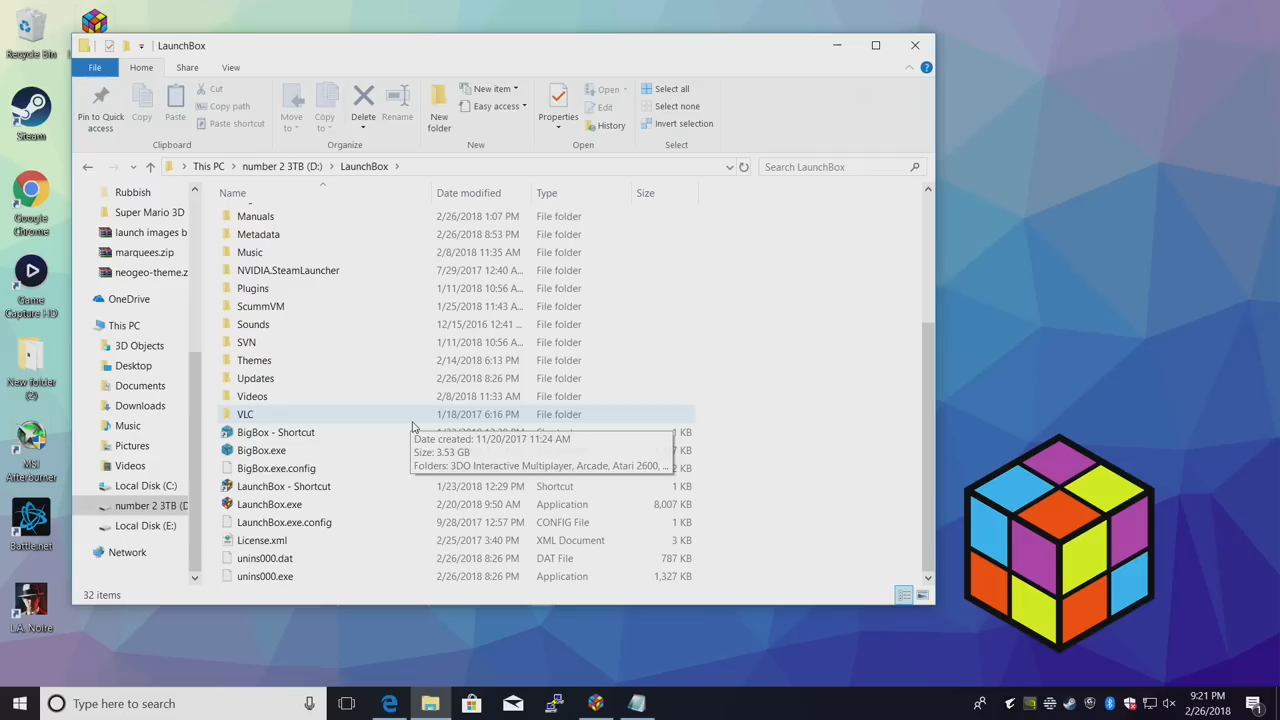 Recycle Bin
Steam
Google
Chrome
Game
Capture HD
New folder
(2)
MSI
Afterburner
Battle.net
L.A. Noire
LaunchBox
File
Home
Share
View
Pin to Quick
access
Copy
Paste
Cut
Copy path
Paste shortcut
Clipboard
Move
to
Copy
to
Delete
Rename
Organize
New
folder
New item
Easy access
New
Properties
Open
Edit
History
Open
Select all
Select none
Invert selection
Select
This PC
number 2 3TB (D:)
LaunchBox
Search LaunchBox
Rubbish
Super Mario 3D
launch images b
marquees.zip
neogeo-theme.z
OneDrive
This PC
3D Objects
Desktop
Documents
Downloads
Music
Pictures
Videos
Local Disk (C:)
number 2 3TB (D
Local Disk (E:)
Network
Name Date modified Type Size
Manuals 2/26/2018 1:07 PM File folder
Metadata 2/26/2018 8:53 PM File folder
Music 2/8/2018 11:35 AM File folder
NVIDIA.SteamLauncher 7/29/2017 12:40 A... File folder
Plugins 1/11/2018 10:56 A... File folder
ScummVM 1/25/2018 11:43 A... File folder
Sounds 12/15/2016 12:41 ... File folder
SVN 1/11/2018 10:56 A... File folder
Themes 2/14/2018 6:13 PM File folder
Updates 2/26/2018 8:26 PM File folder
Videos 2/8/2018 11:33 AM File folder
VLC 1/18/2017 6:16 PM File folder
BigBox - Shortcut KB
BigBox.exe KB
BigBox.exe.config KB
Date created: 11/20/2017 11:24 AM
Size: 3.53 GB
Folders: 3DO Interactive Multiplayer, Arcade, Atari 2600, ...
LaunchBox - Shortcut 1/23/2018 12:29 PM Shortcut 1 KB
LaunchBox.exe 2/20/2018 9:50 AM Application 8,007 KB
LaunchBox.exe.config 9/28/2017 12:57 PM CONFIG File 1 KB
License.xml 2/25/2017 3:40 PM XML Document 3 KB
unins000.dat 2/26/2018 8:26 PM DAT File 787 KB
unins000.exe 2/26/2018 8:26 PM Application 1,327 KB
32 items
Type here to search
9:21 PM
2/26/2018
1